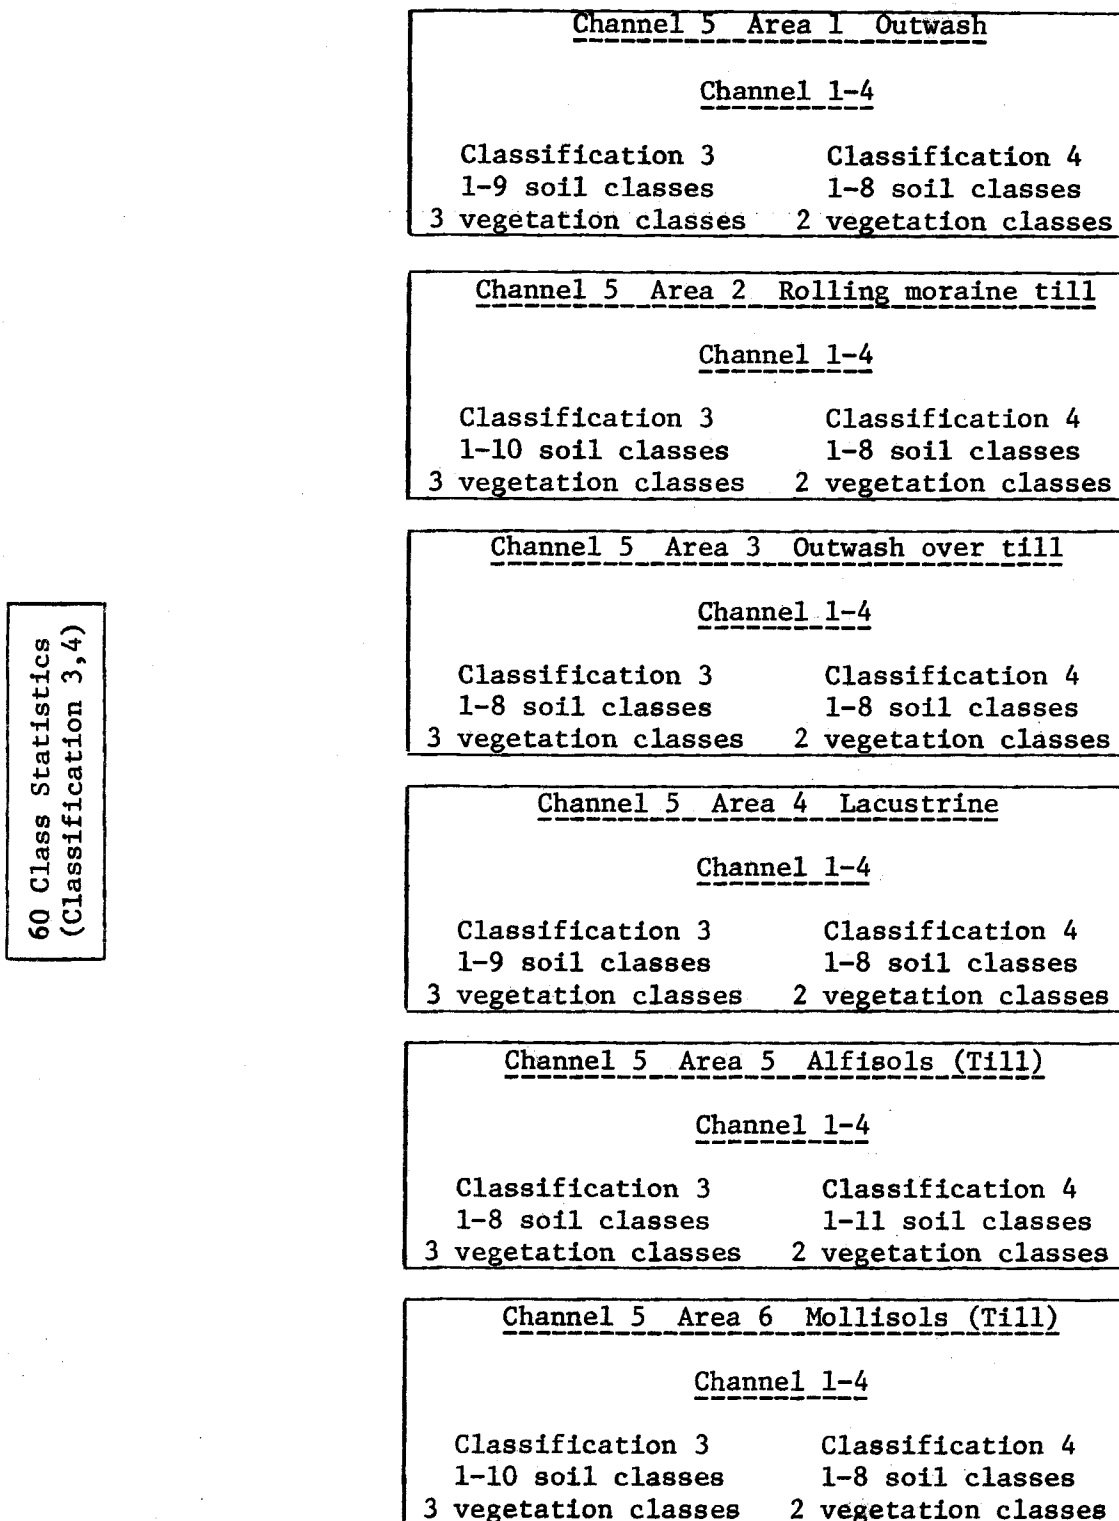 60 Class Statistics
(Classification 3,4)
Channel 5 Area 1 Outwash
Channel 1-4
Classification 3 Classification 4
1-9 soil classes 1-8 soil classes
3 vegetation classes 2 vegetation classes
Channel 5 Area 2 Rolling moraine till
Channel 1-4
Classification 3 Classification 4
1-10 soil classes 1-8 soil classes
3 vegetation classes 2 vegetation classes
Channel 5 Area 3 Outwash over till
Channel 1-4
Classification 3 Classification 4
1-8 soil classes 1-8 soil classes
3 vegetation classes 2 vegetation classes
Channel 5 Area 4 Lacustrine
Channel 1-4
Classification 3 Classification 4
1-9 soil classes 1-8 soil classes
3 vegetation classes 2 vegetation classes
Channel 5 Area 5 Alfisols (Till)
Channel 1-4
Classification 3 Classification 4
1-8 soil classes 1-11 soil classes
3 vegetation classes 2 vegetation classes
Channel 5 Area 6 Mollisols (Till)
Channel 1-4
Classification 3 Classification 4
1-10 soil classes 1-8 soil classes
3 vegetation classes 2 vegetation classes